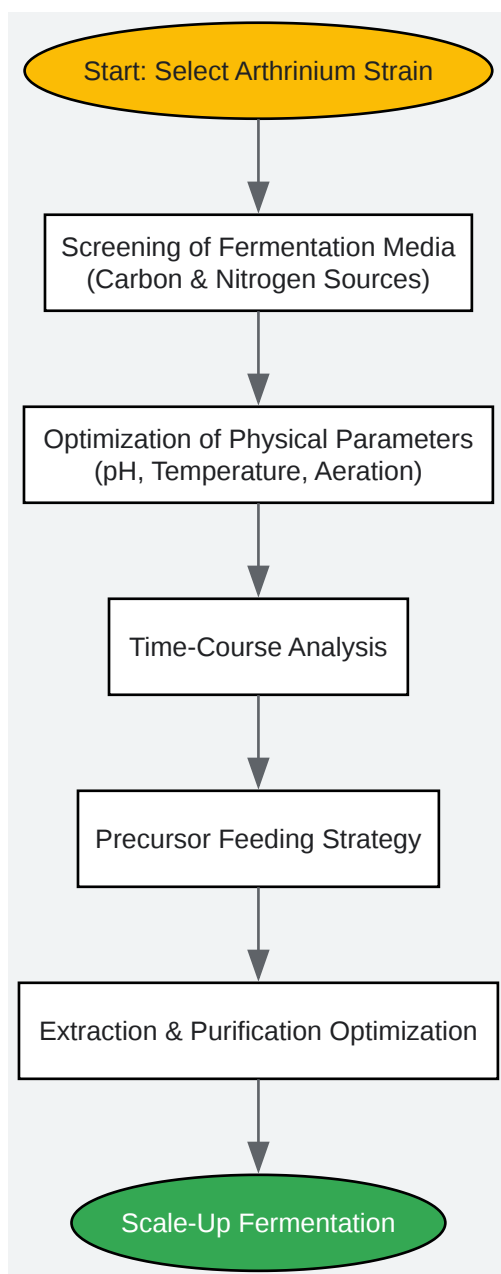 Start: Select Arthrinium Strain
Screening of Fermentation Media
(Carbon & Nitrogen Sources)
Optimization of Physical Parameters
(pH, Temperature, Aeration)
Time-Course Analysis
Precursor Feeding Strategy
Extraction & Purification Optimization
Scale-Up Fermentation